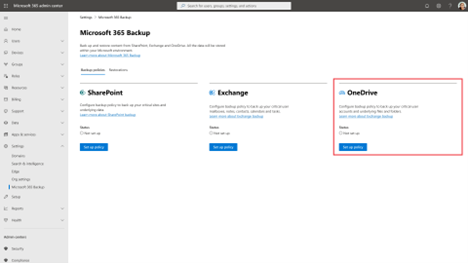 Microsoft 365 admin center
Search for users, groups, settings, and actions
Settings > Microsoft 365 Backup
Microsoft 365 Backup
Back up and restore content from SharePoint, Exchange and OneDrive. All the data will be stored
within your Microsoft environment.
Learn more about Microsoft 365 Backup
Backup policies Restorations
SharePoint
Configure backup policy to back up your critical sites and
underlying data.
Learn more about SharePoint backup
Status
Not set up
Set up policy
Exchange
Configure backup policy to back up your critical user
mailboxes, notes, contacts, calendars and tasks.
Learn more about Exchange backup
Status
Not set up
Set up policy
OneDrive
Configure backup policy to back up your critical user
accounts and underlying files and folders.
Learn more about Exchange backup
Status
Not set up
Set up policy
Home
Users
Devices
Groups
Roles
Resources
Billing
Support
Data
Apps & services
Settings
Domains
Search & intelligence
Edge
Org settings
Microsoft 365 Backup
Setup
Reports
Health
Admin centers
Security
Compliance